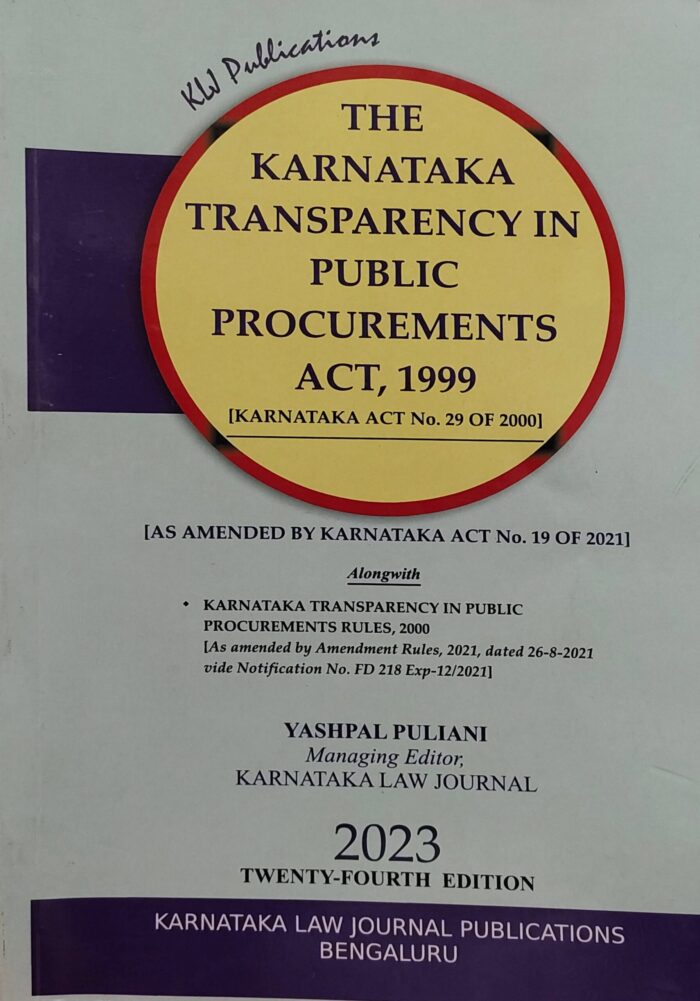 KLJ Publications
THE
KARNATAKA
TRANSPARENCY IN
PUBLIC
PROCUREMENTS
ACT, 1999
[KARNATAKA ACT No. 29 OF 2000]
[AS AMENDED BY KARNATAKA ACT No. 19 OF 2021]
Alongwith
• KARNATAKA TRANSPARENCY IN PUBLIC
PROCUREMENTS RULES, 2000
[As amended by Amendment Rules, 2021, dated 26-8-2021
vide Notification No. FD 218 Exp-12/2021]
YASHPAL PULIANI
Managing Editor,
KARNATAKA LAW JOURNAL
2023
TWENTY-FOURTH EDITION
KARNATAKA LAW JOURNAL PUBLICATIONS
BENGALURU